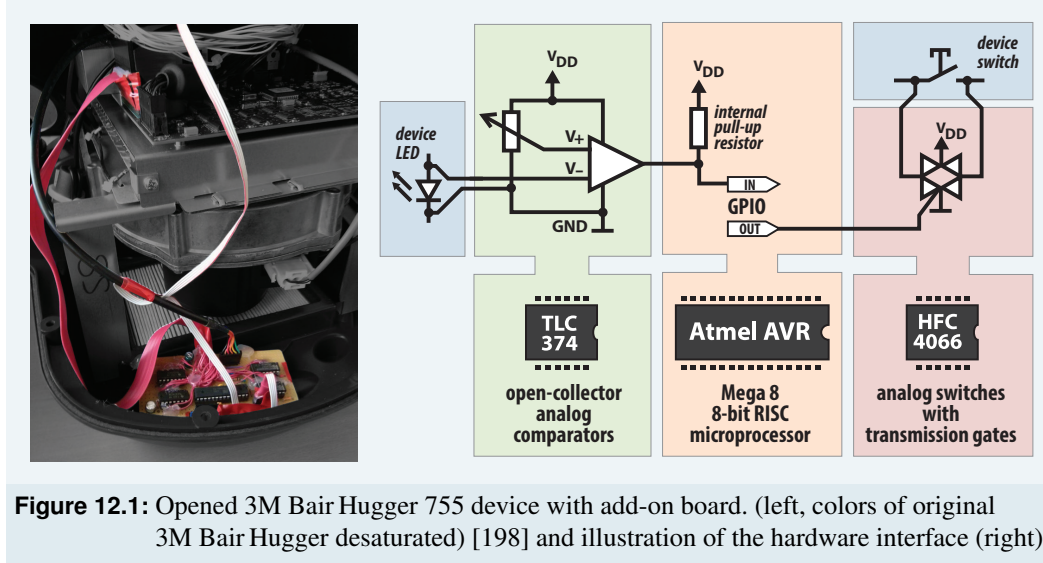 device
LED
VDD
V+
V–
GND
VDD
internal
pull-up
resistor
IN
GPIO
OUT
device
switch
VDD
TLC
374
open-collector
analog
comparators
Atmel AVR
Mega 8
8-bit RISC
microprocessor
HFC
4066
analog switches
with
transmission gates
Figure 12.1: Opened 3M Bair Hugger 755 device with add-on board. (left, colors of original
3M Bair Hugger desaturated) [198] and illustration of the hardware interface (right)